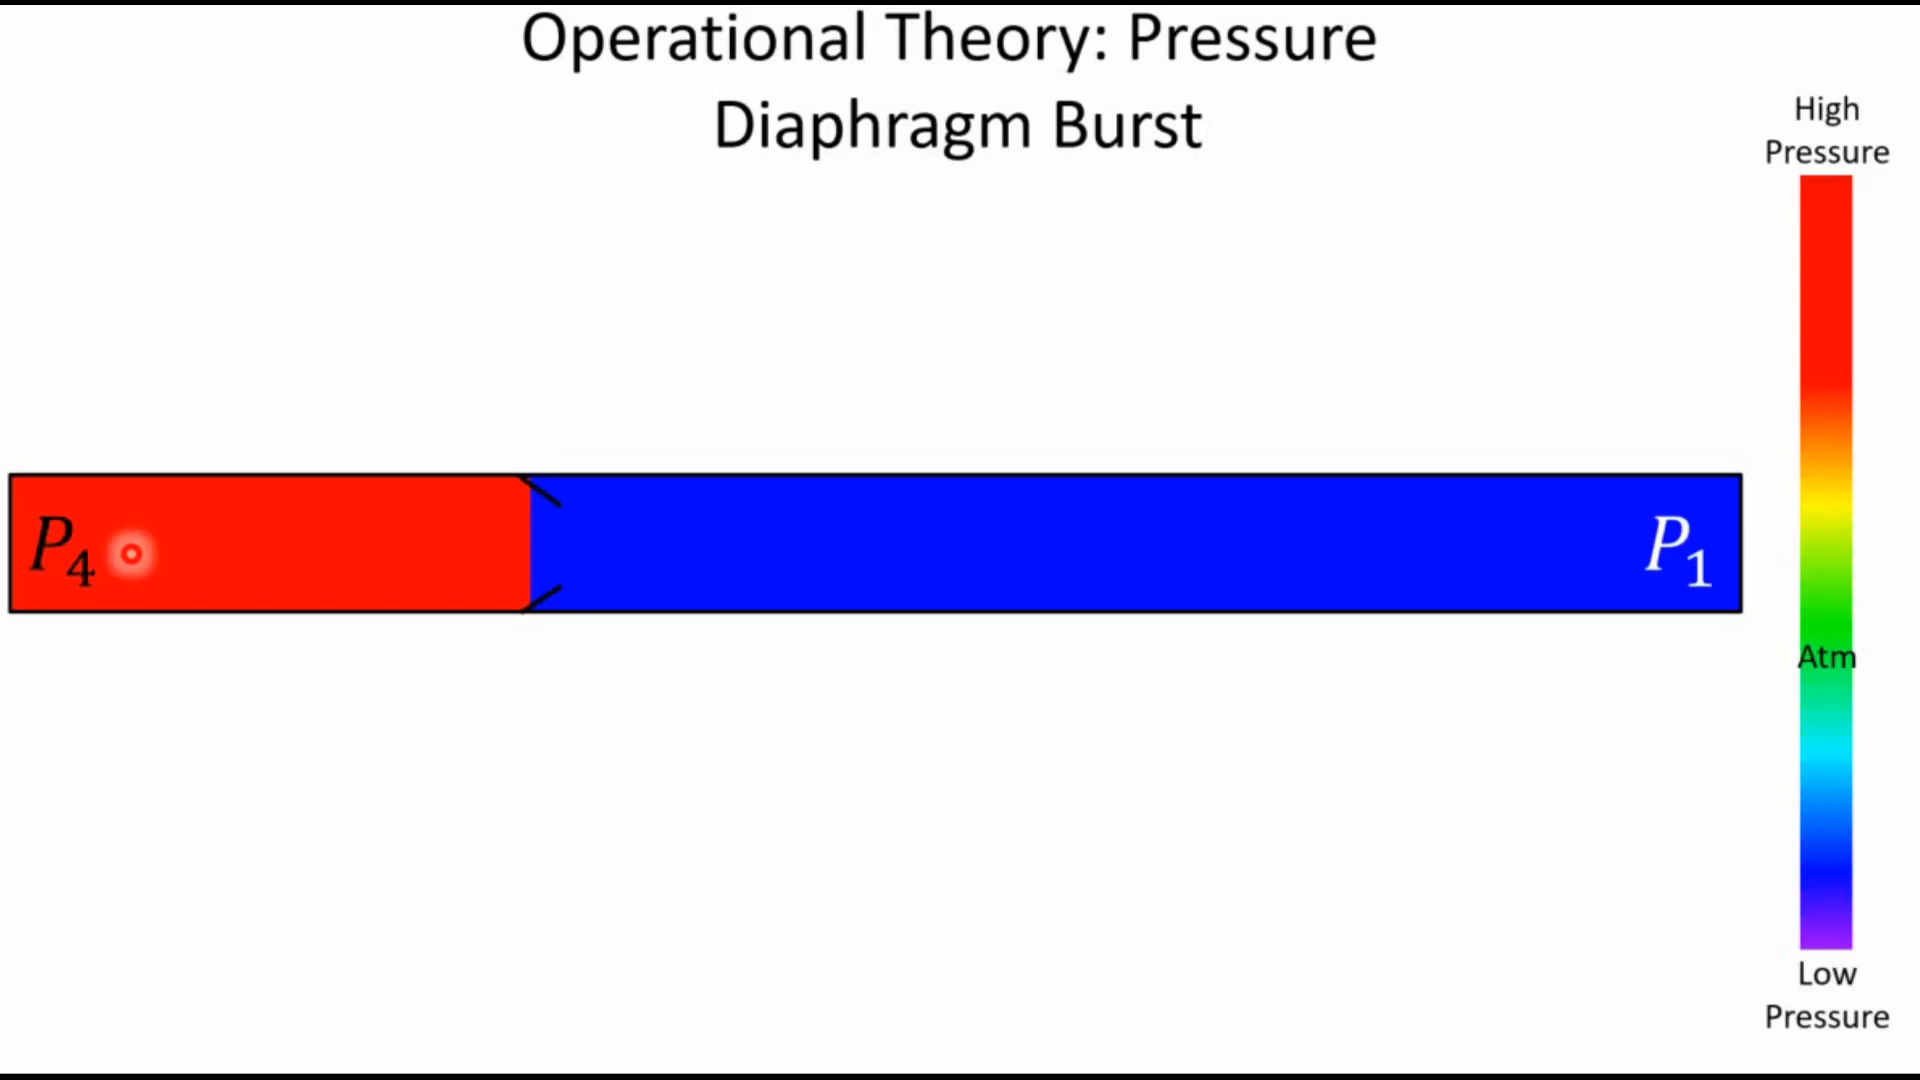 Operational Theory: Pressure
Diaphragm Burst
High
Pressure
P₄
P₁
Atm
Low
Pressure